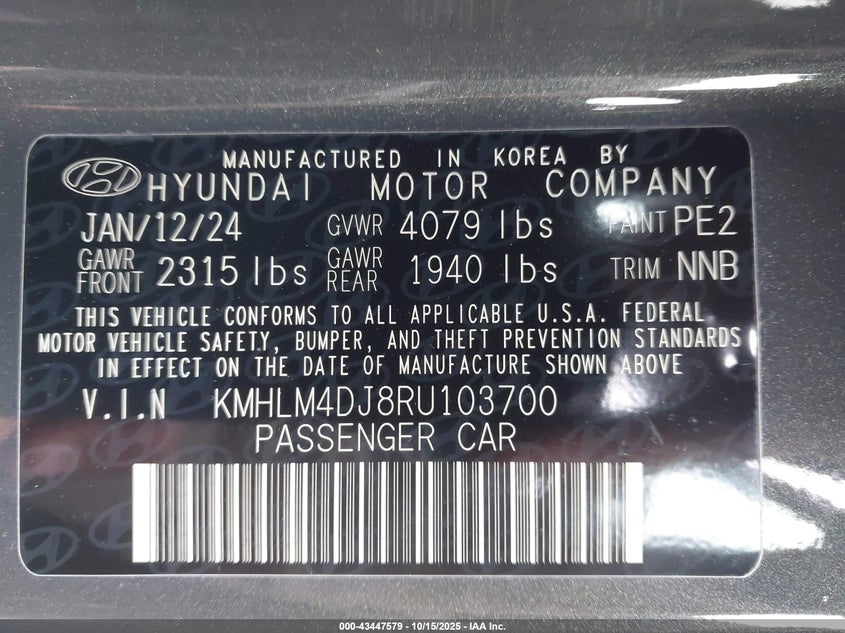 MANUFACTURED IN KOREA BY
HYUNDAI MOTOR COMPANY
JAN/12/24 GVWR 4079 lbs PAINT PE2
GAWR FRONT 2315 lbs GAWR REAR 1940 lbs TRIM NNB
THIS VEHICLE CONFORMS TO ALL APPLICABLE U.S.A. FEDERAL
MOTOR VEHICLE SAFETY, BUMPER, AND THEFT PREVENTION STANDARDS
IN EFFECT ON THE DATE OF MANUFACTURE SHOWN ABOVE
V.I.N KMHLM4DJ8RU103700
PASSENGER CAR
000-43447579 - 10/15/2025 - IAA Inc.